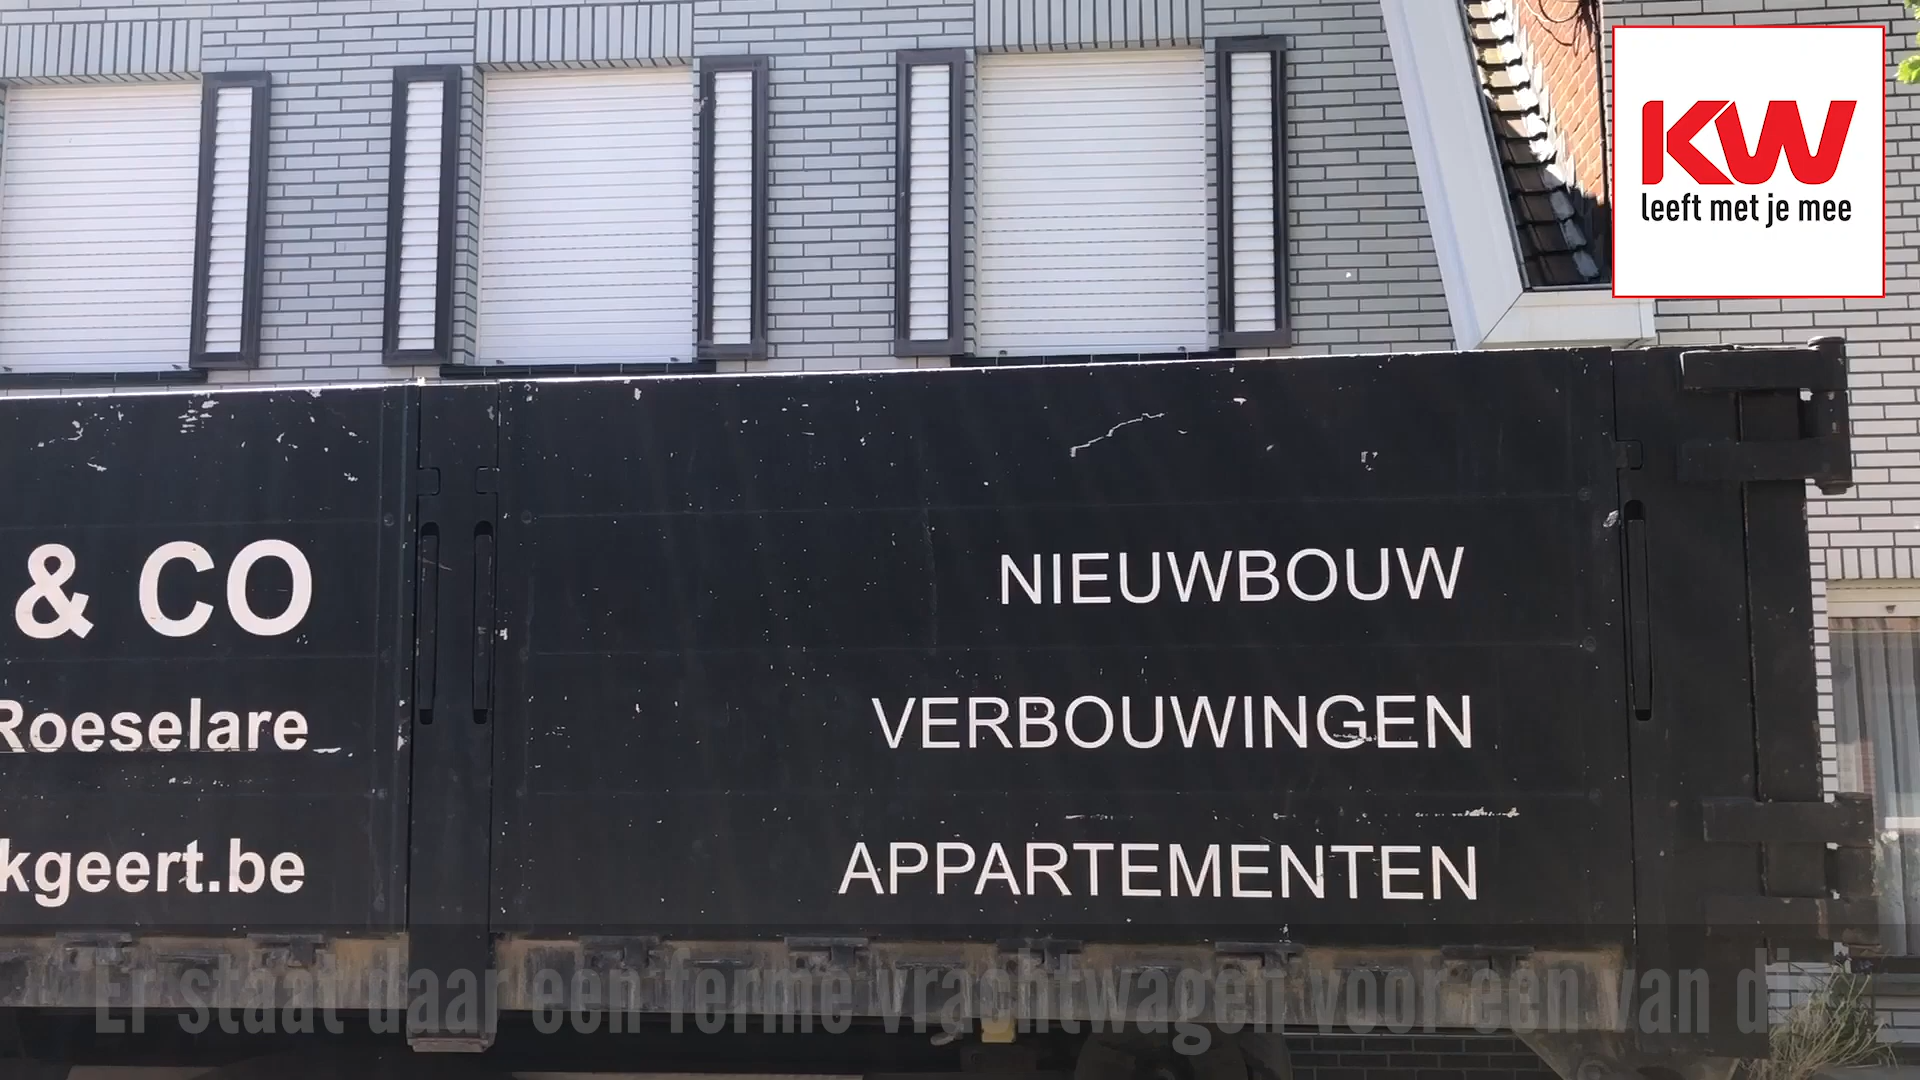 KW
leeft met je mee
& CO
Roeselare
kgeert.be
NIEUWBOUW
VERBOUWINGEN
APPARTEMENTEN
Er staat daar een ferme vrachtwagen voor een van di